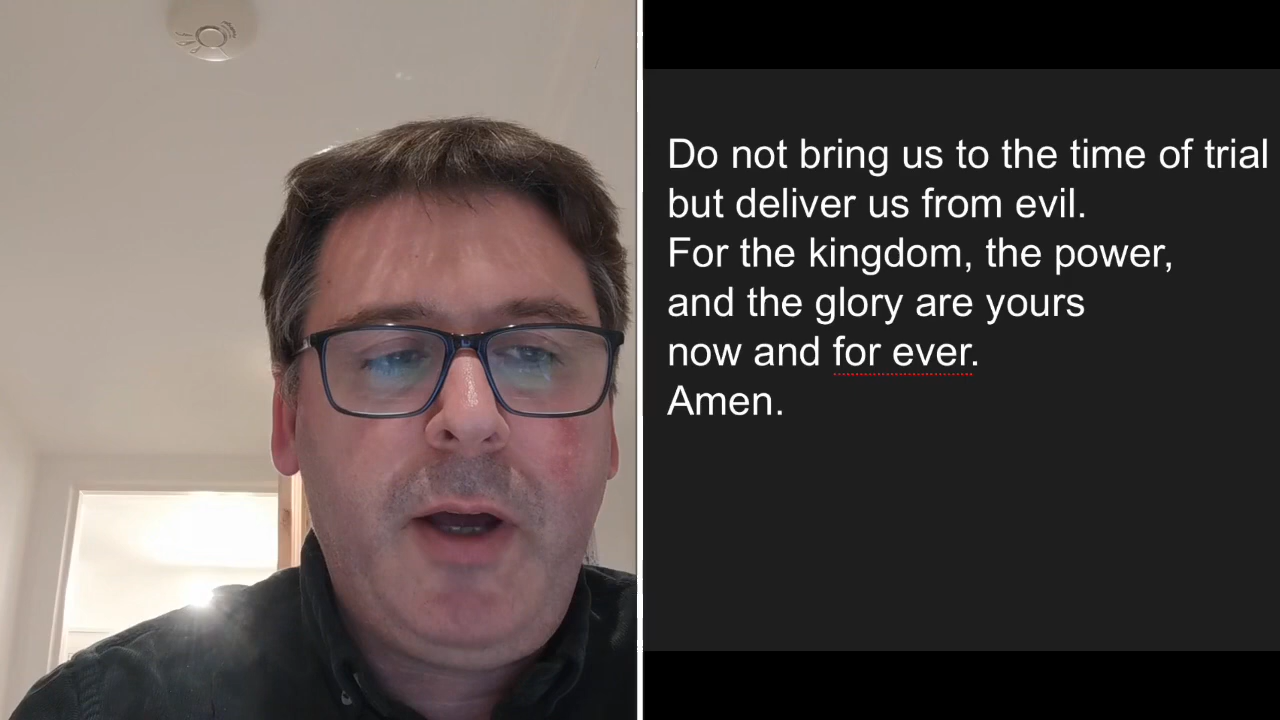 Do not bring us to the time of trial
but deliver us from evil.
For the kingdom, the power,
and the glory are yours
now and for ever.
Amen.